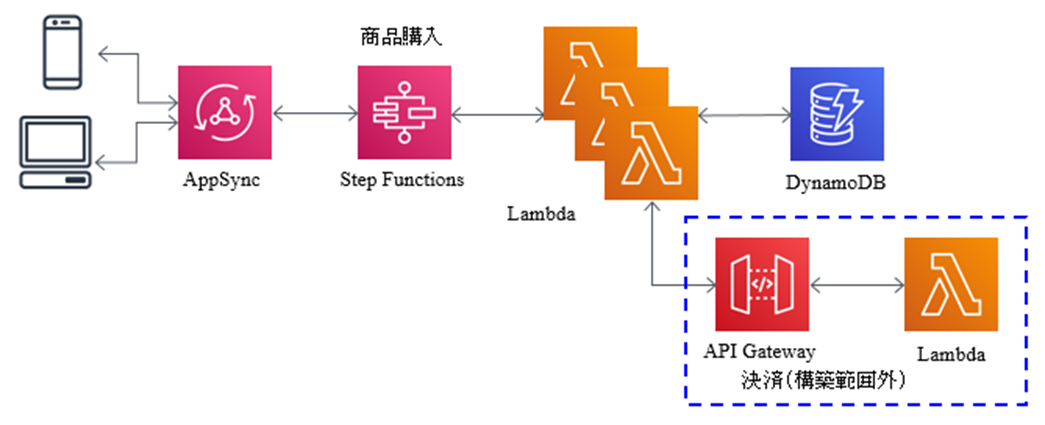 商品購入
AppSync
Step Functions
Lambda
DynamoDB
API Gateway
Lambda
決済(構築範囲外)